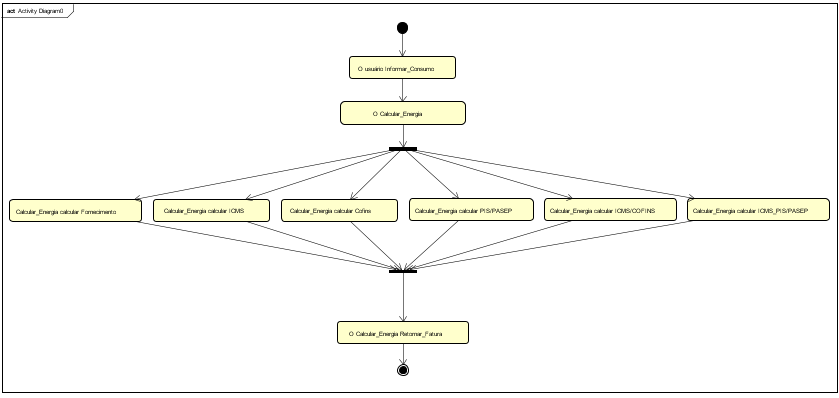 act Activity Diagram0
O usuário Informar_Consumo
O Calcular_Energia
Calcular_Energia calcular Fornecimento
Calcular_Energia calcular ICMS
Calcular_Energia calcular Cofins
Calcular_Energia calcular PIS/PASEP
Calcular_Energia calcular ICMS/COFINS
Calcular_Energia calcular ICMS_PIS/PASEP
O Calcular_Energia Retornar_Fatura